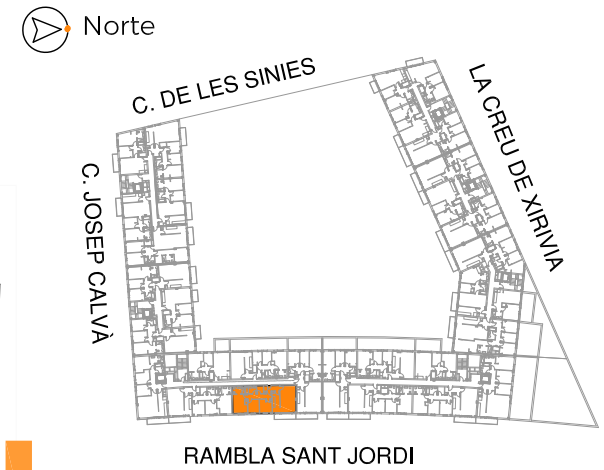 Norte
C. DE LES SINIES
LA CREU DE XIRIVIA
C. JOSEP CALVÀ
RAMBLA SANT JORDI